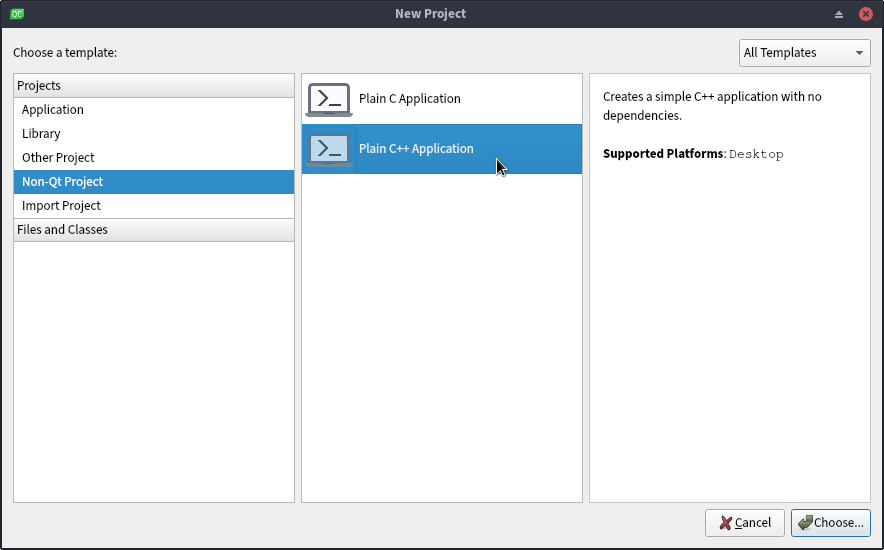 QC
New Project
Choose a template:
All Templates
Projects
Application
Library
Other Project
Non-Qt Project
Import Project
Files and Classes
Plain C Application
Plain C++ Application
Creates a simple C++ application with no
dependencies.
Supported Platforms: Desktop
Cancel
Choose...